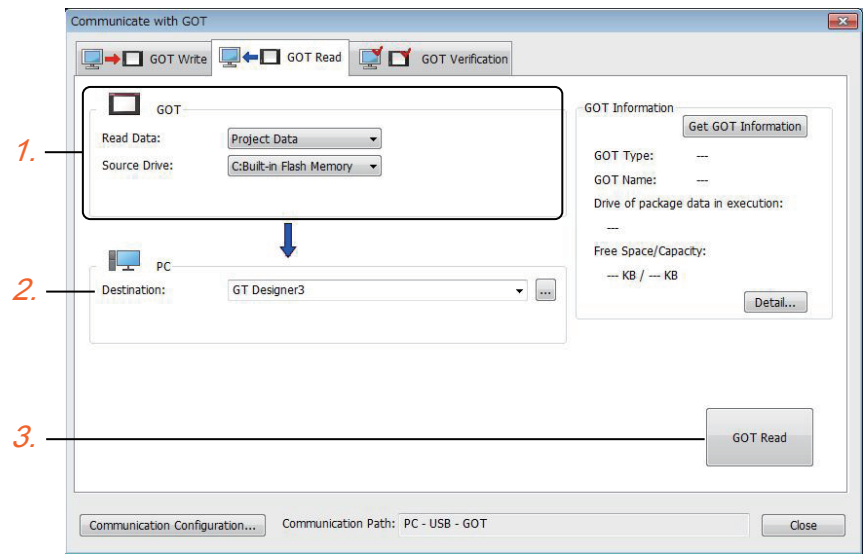 Communicate with GOT
GOT Write
GOT Read
GOT Verification
1.
GOT
Read Data:
Project Data
Source Drive:
C:Built-in Flash Memory
2.
PC
Destination:
GT Designer3
...
GOT Information
Get GOT Information
GOT Type: ---
GOT Name: ---
Drive of package data in execution:
---
Free Space/Capacity:
--- KB / --- KB
Detail...
3.
GOT Read
Communication Configuration...
Communication Path: PC - USB - GOT
Close